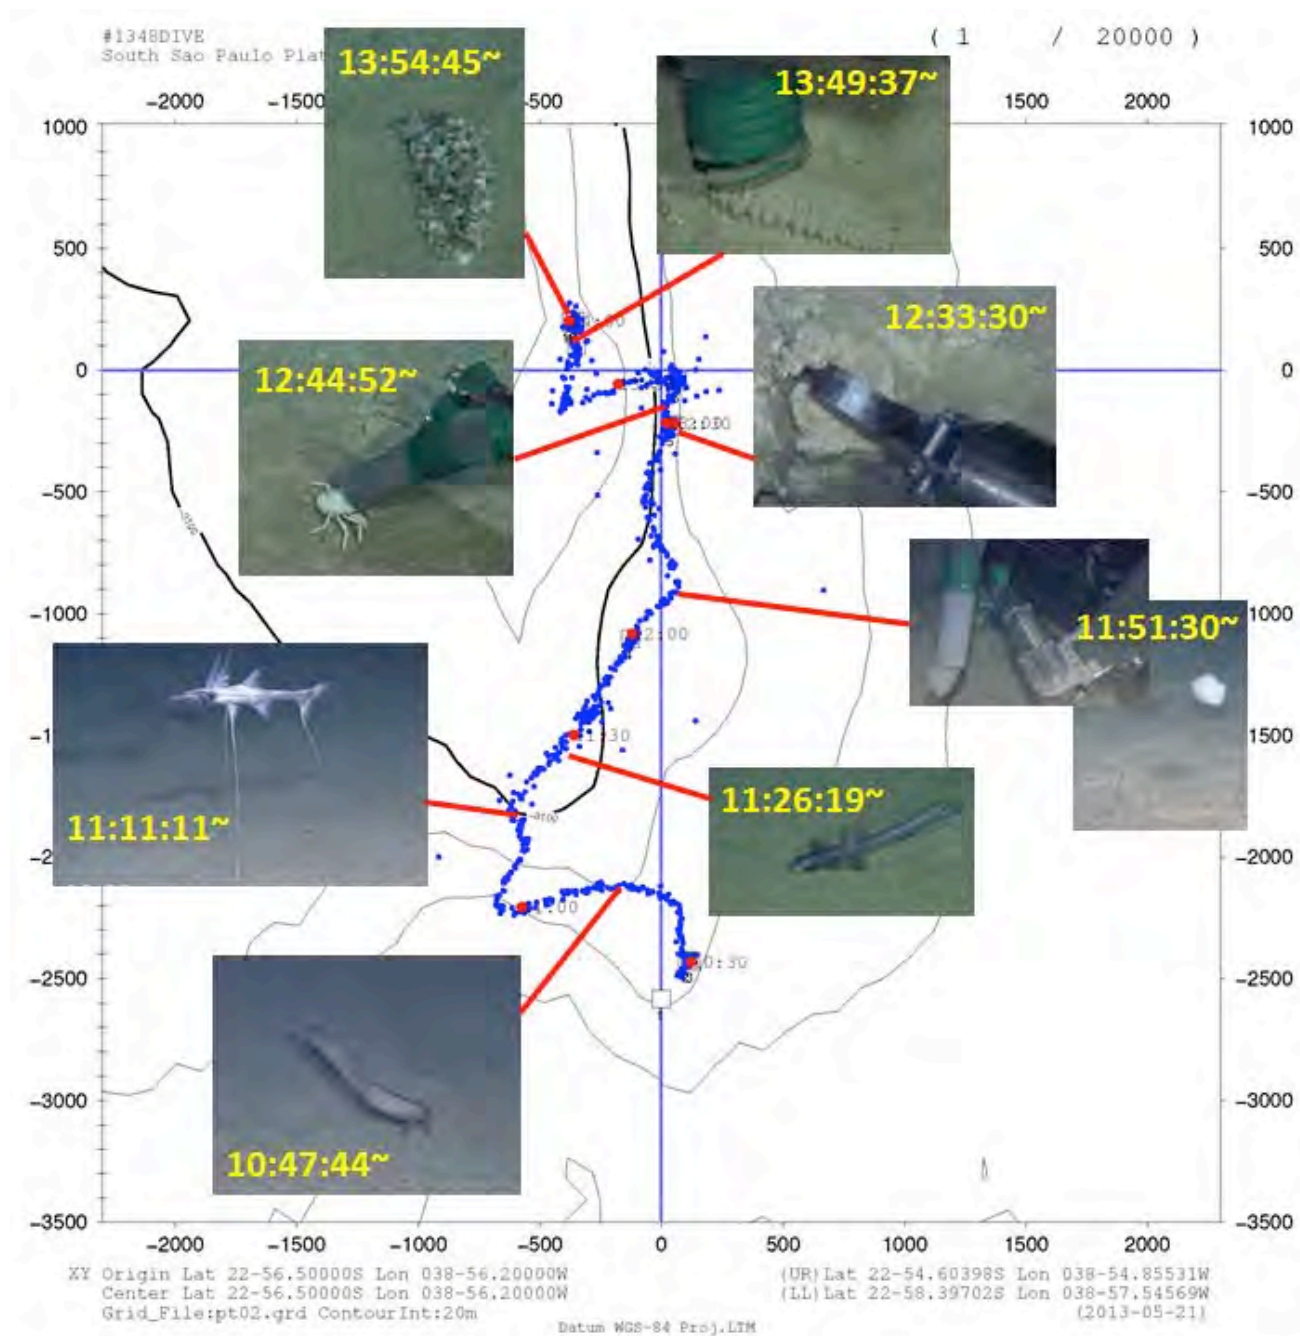 #1348DIVE
South Sao Paulo Plat
( 1 / 20000 )
13:54:45~
13:49:37~
-2000 -1500 -500 0 1000 1500 2000
1000 1000
500 500
12:33:30~
0 0
12:44:52~
-500 -500
-1000 -1000
12:00
11:51:30~
-1500
11:11:11~
11:26:19~
-2000
-2500 -2500
-3000 -3000
10:47:44~
-3500 -3500
-2000 -1500 -1000 -500 0 500 1000 1500 2000
XY Origin Lat 22-56.50000S Lon 038-56.20000W
(UR)Lat 22-54.60398S Lon 038-54.85531W
Center Lat 22-56.50000S Lon 038-56.20000W
(LL)Lat 22-58.39702S Lon 038-57.54569W
Grid_File:pt02.grd ContourInt:20m
(2013-05-21)
Datum WGS-84 Proj.LTM